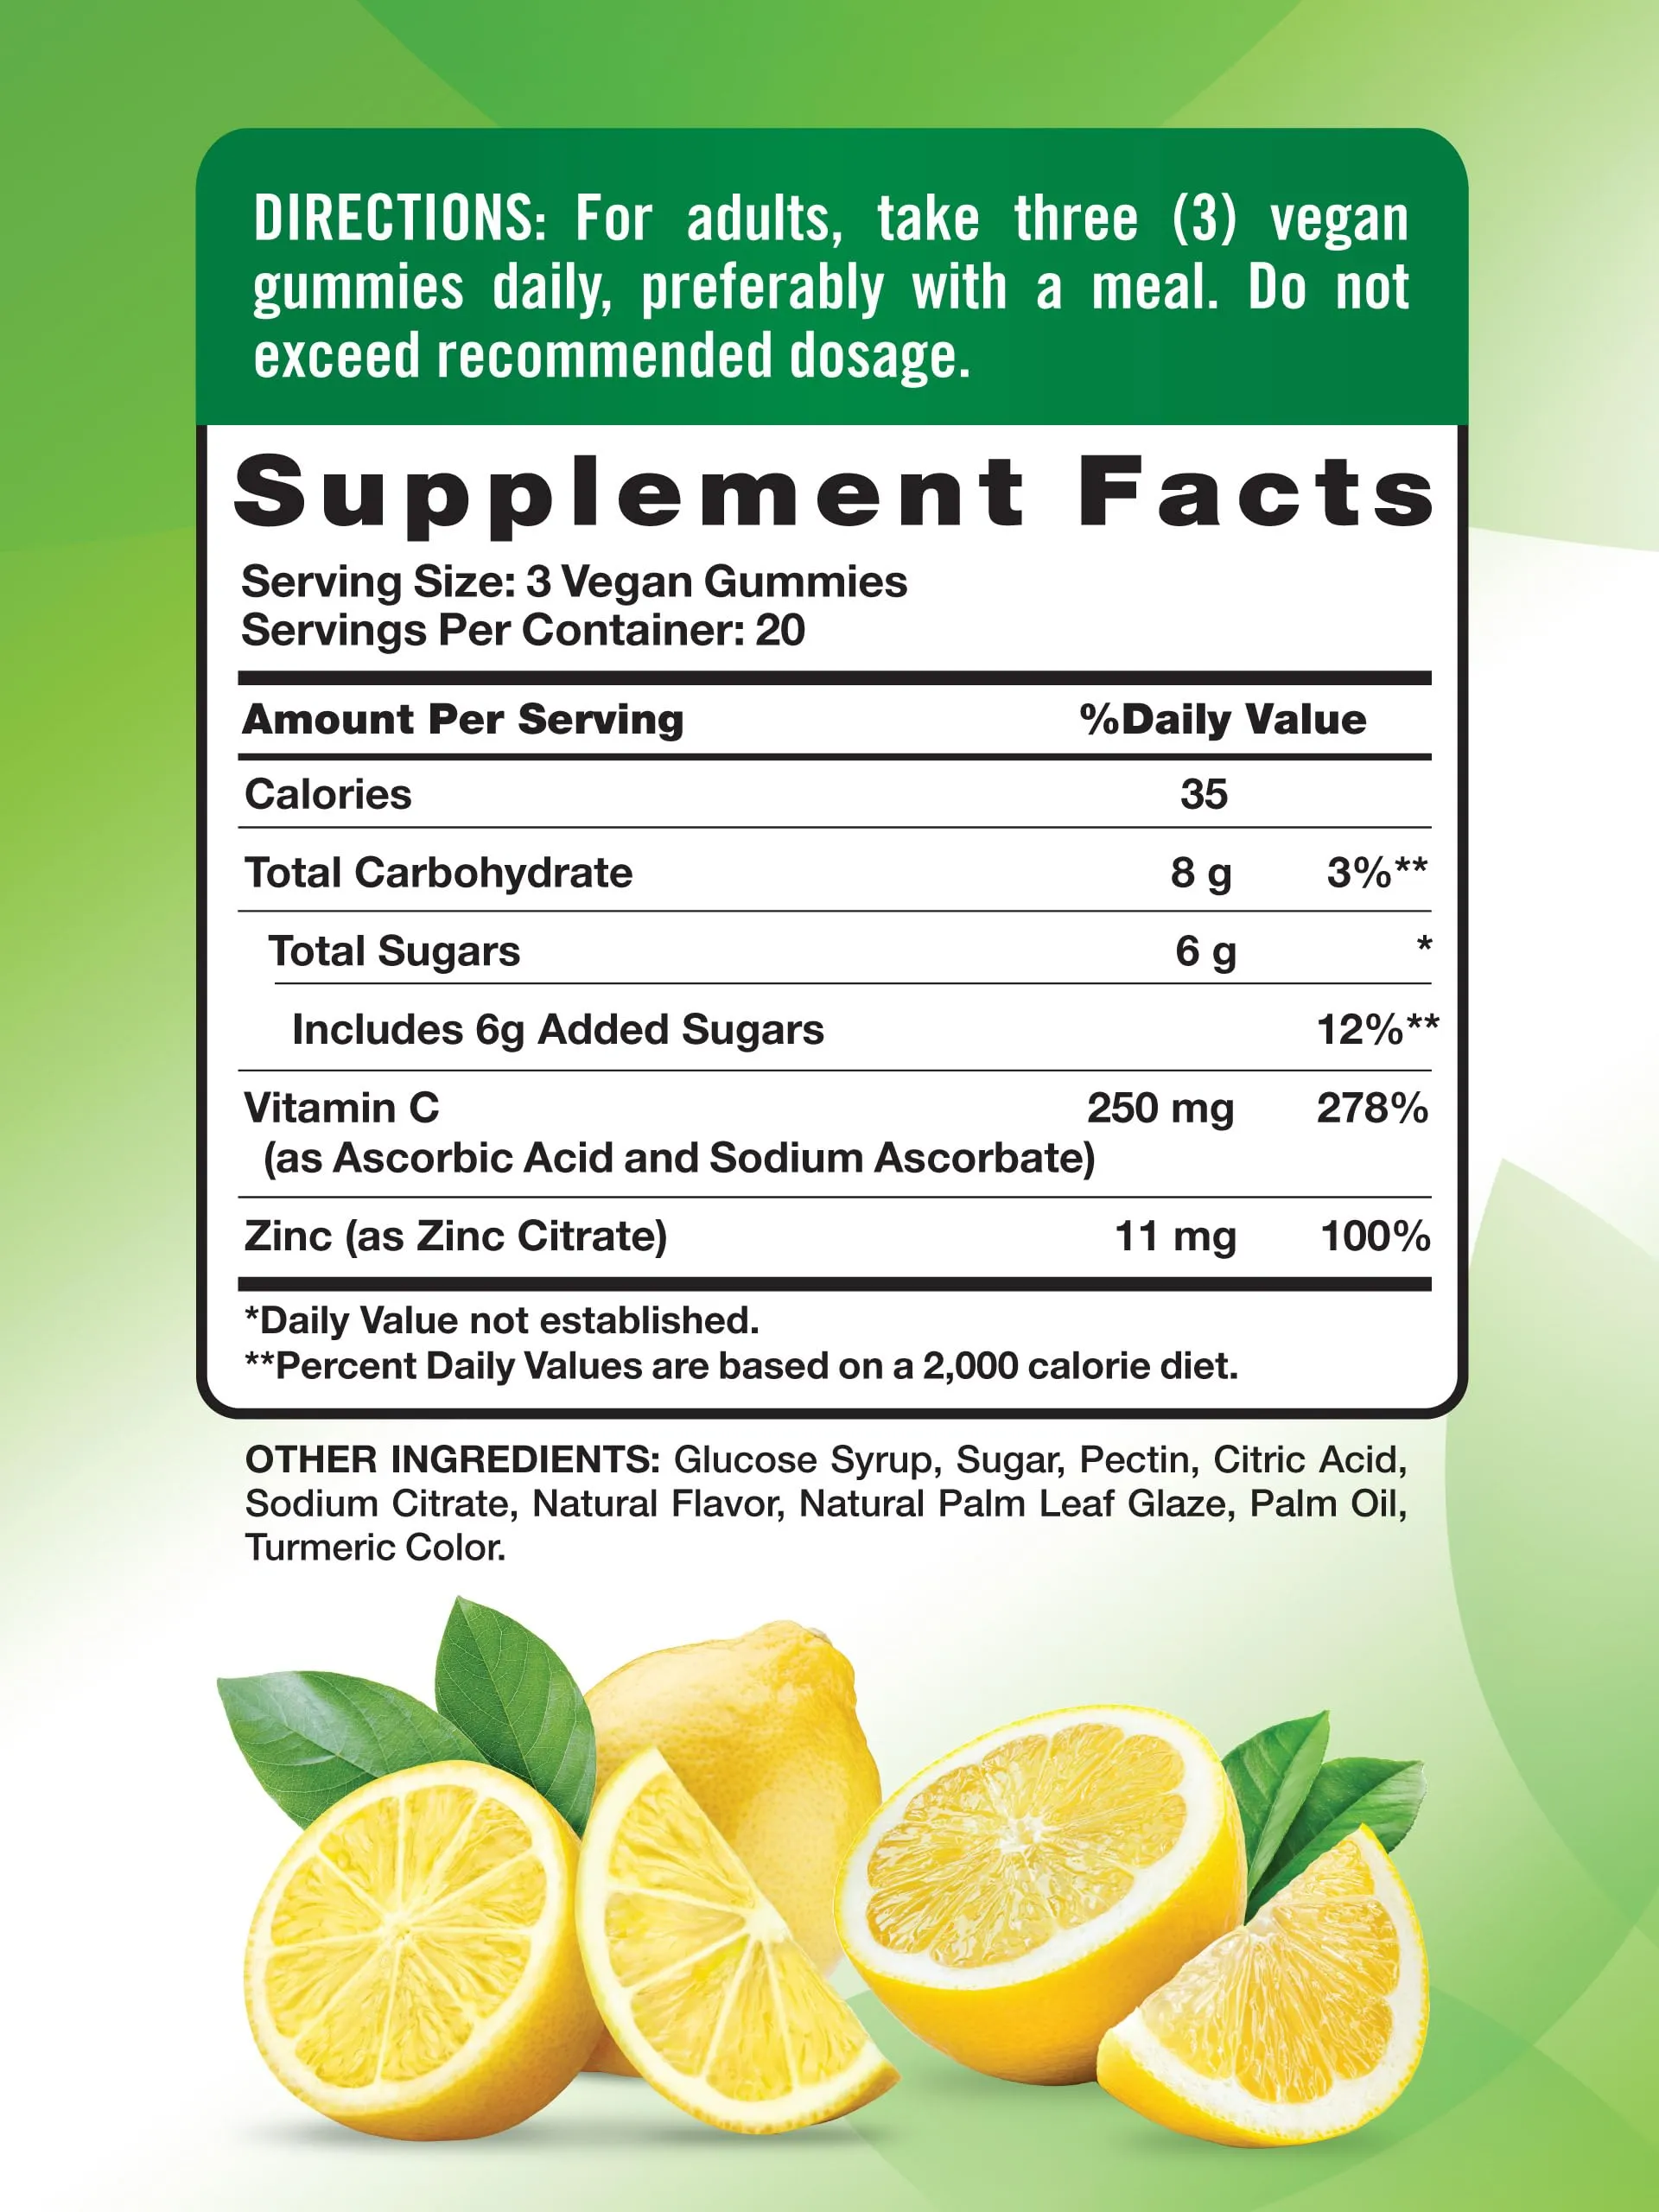 DIRECTIONS: For adults, take three (3) vegan
gummies daily, preferably with a meal. Do not
exceed recommended dosage.
Supplement Facts
Serving Size: 3 Vegan Gummies
Servings Per Container: 20
Amount Per Serving %Daily Value
Calories 35
Total Carbohydrate 8 g 3%**
Total Sugars 6 g *
Includes 6g Added Sugars 12%**
Vitamin C 250 mg 278%
(as Ascorbic Acid and Sodium Ascorbate)
Zinc (as Zinc Citrate) 11 mg 100%
*Daily Value not established.
**Percent Daily Values are based on a 2,000 calorie diet.
OTHER INGREDIENTS: Glucose Syrup, Sugar, Pectin, Citric Acid,
Sodium Citrate, Natural Flavor, Natural Palm Leaf Glaze, Palm Oil,
Turmeric Color.